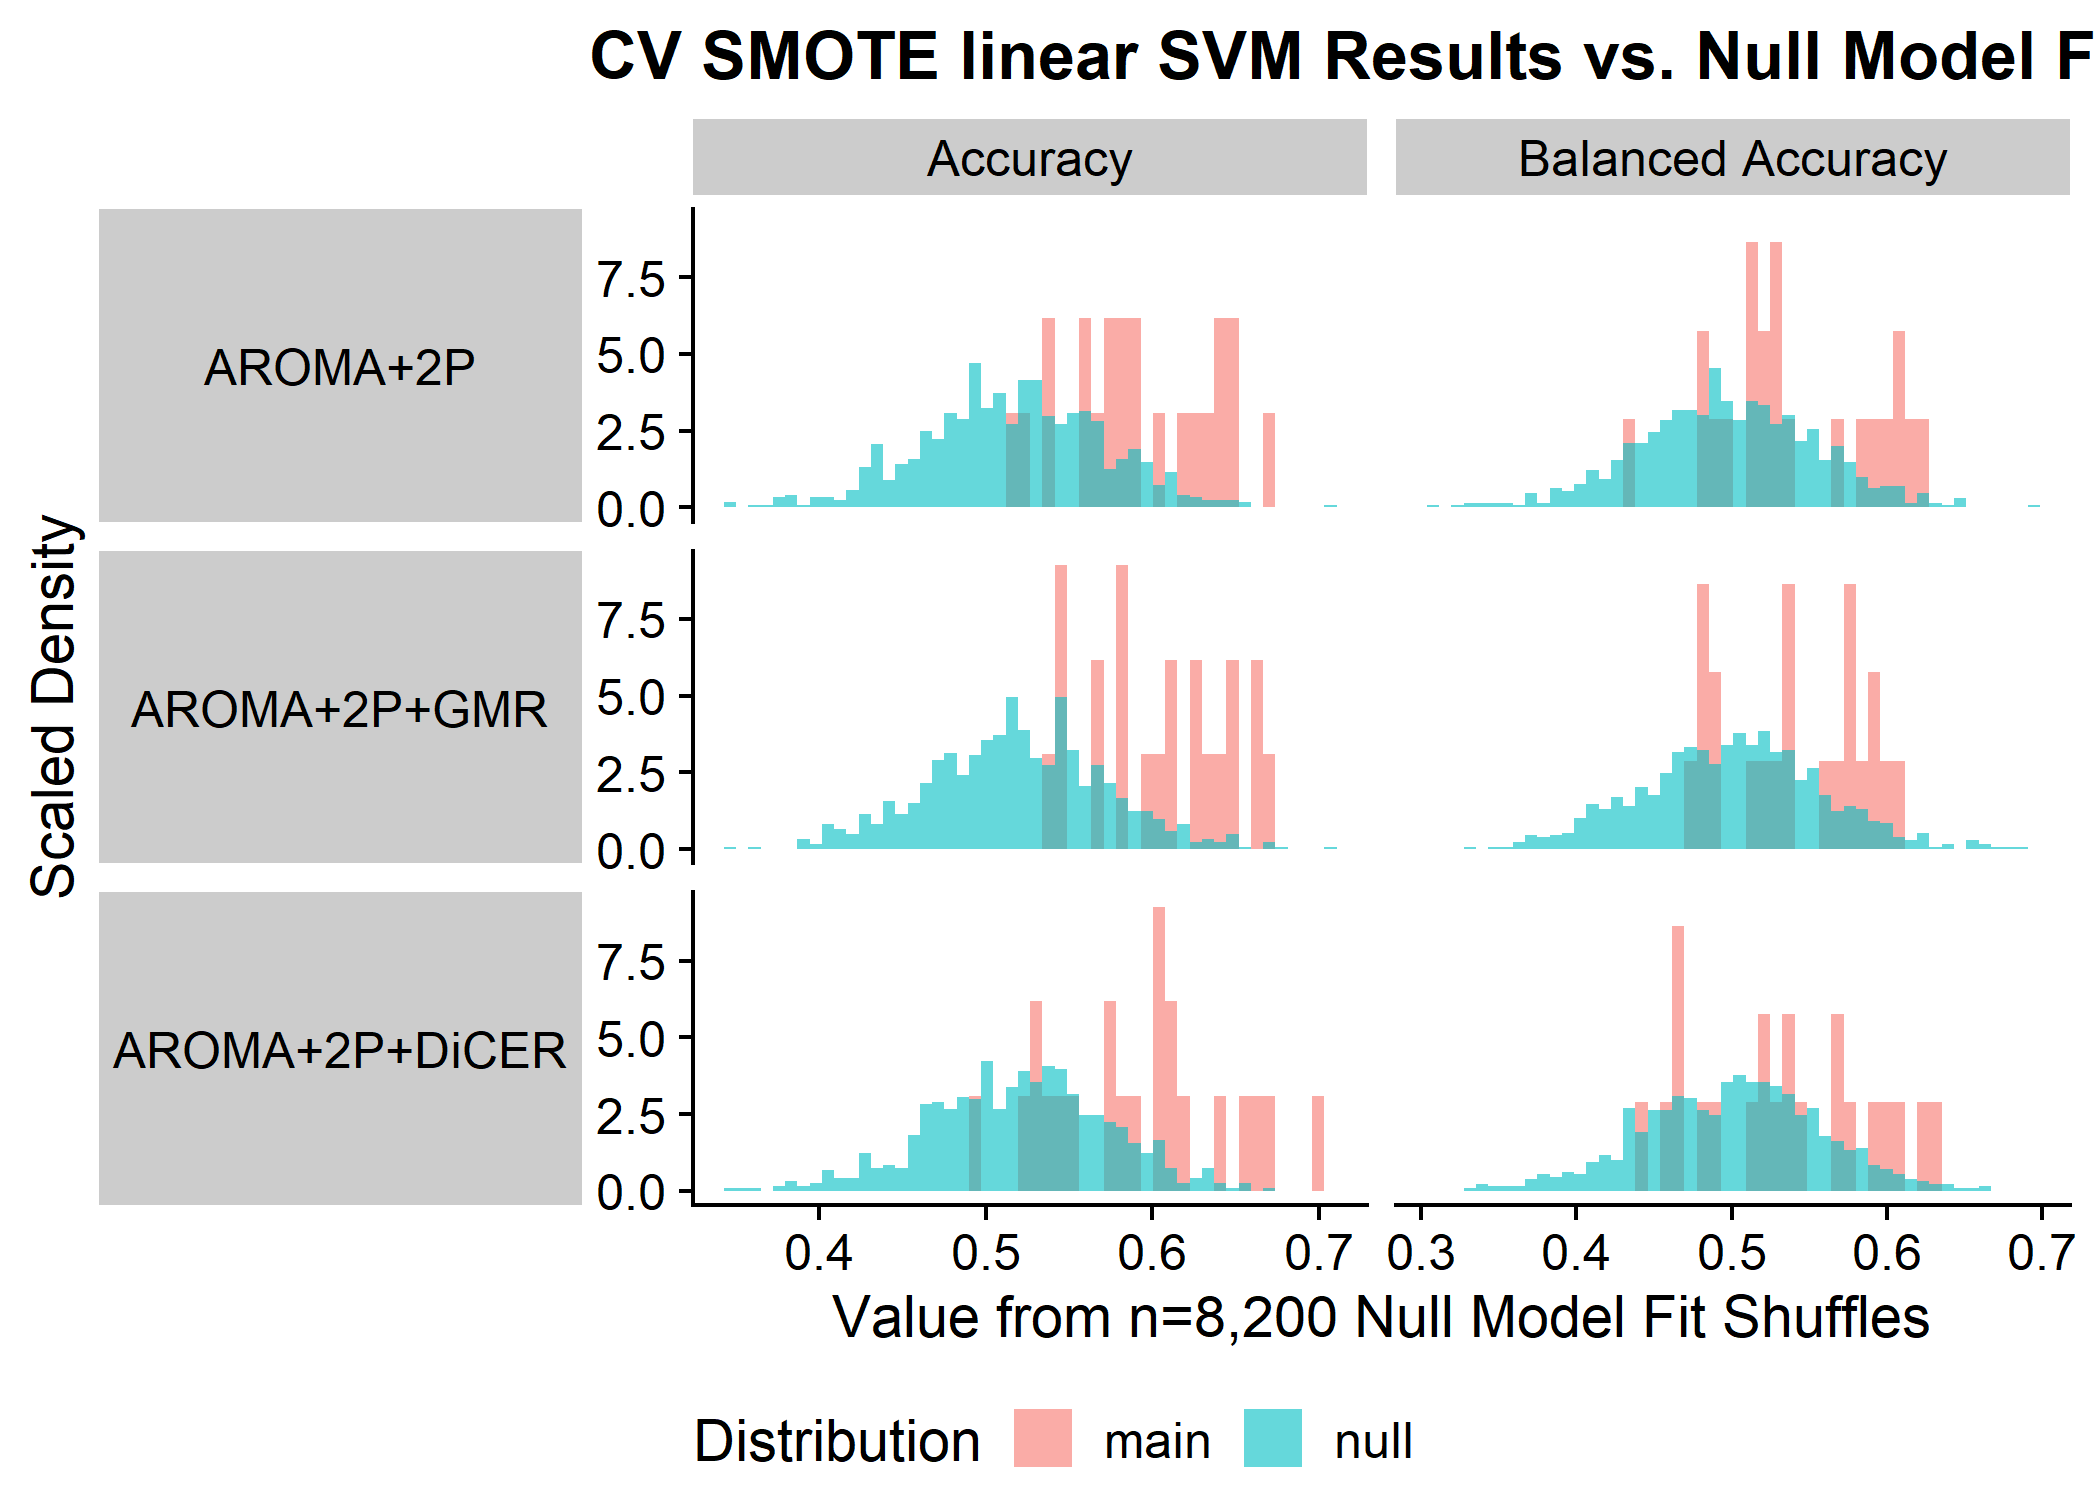 CV SMOTE linear SVM Results vs. Null Model F
Accuracy
Balanced Accuracy
Scaled Density
AROMA+2P
7.5
5.0
2.5
0.0
AROMA+2P+GMR
7.5
5.0
2.5
0.0
AROMA+2P+DiCER
7.5
5.0
2.5
0.0
0.4 0.5 0.6 0.7
0.3 0.4 0.5 0.6 0.7
Value from n=8,200 Null Model Fit Shuffles
Distribution main null